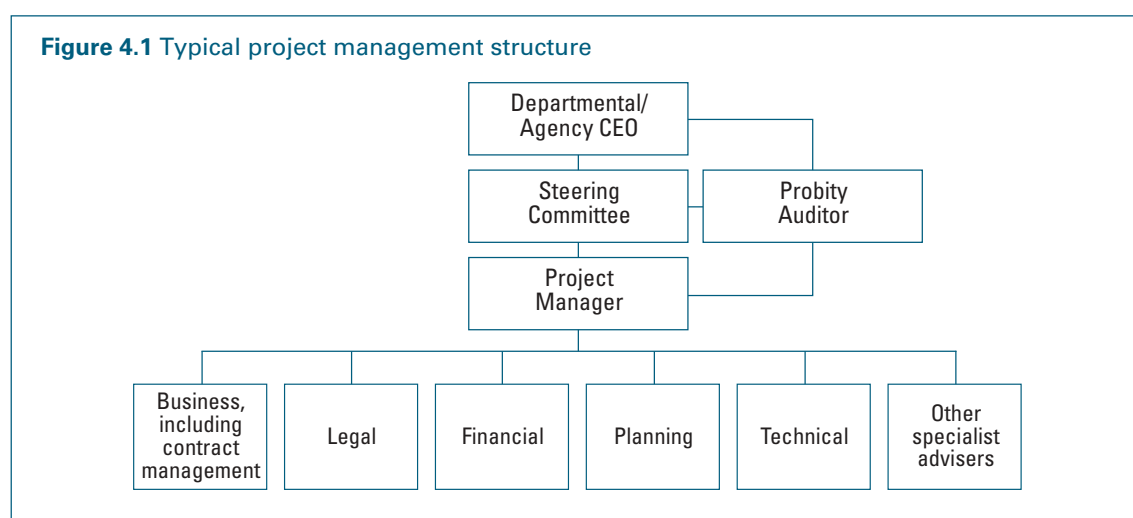 Figure 4.1 Typical project management structure
Departmental/
Agency CEO
Steering
Committee
Probity
Auditor
Project
Manager
Business,
including
contract
management
Legal
Financial
Planning
Technical
Other
specialist
advisers